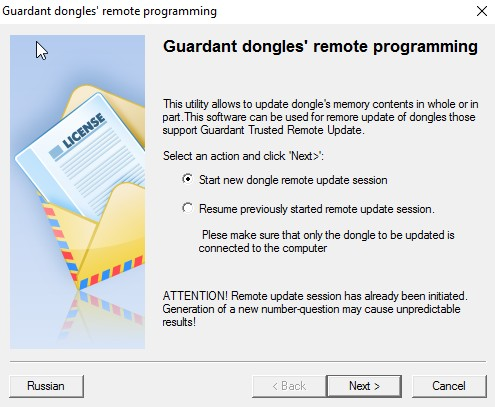 Guardant dongles' remote programming
Guardant dongles' remote programming
LICENSE
This utility allows to update dongle's memory contents in whole or in
part.This software can be used for remore update of dongles those
support Guardant Trusted Remote Update.
Select an action and click 'Next>':
Start new dongle remote update session
Resume previously started remote update session.
Plese make sure that only the dongle to be updated is
connected to the computer
ATTENTION! Remote update session has already been initiated.
Generation of a new number-question may cause unpredictable
results!
Russian
< Back
Next >
Cancel